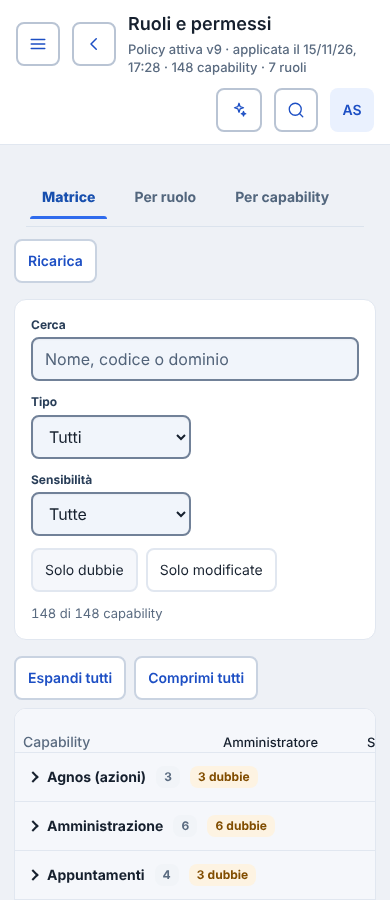 Ruoli e permessi
Policy attiva v9 · applicata il 15/11/26,
17:28 · 148 capability · 7 ruoli
AS
Matrice
Per ruolo
Per capability
Ricarica
Cerca
Nome, codice o dominio
Tipo
Tutti
Sensibilità
Tutte
Solo dubbie
Solo modificate
148 di 148 capability
Espandi tutti
Comprimi tutti
Capability Amministratore S
Agnos (azioni) 3 3 dubbie
Amministrazione 6 6 dubbie
Appuntamenti 4 3 dubbie